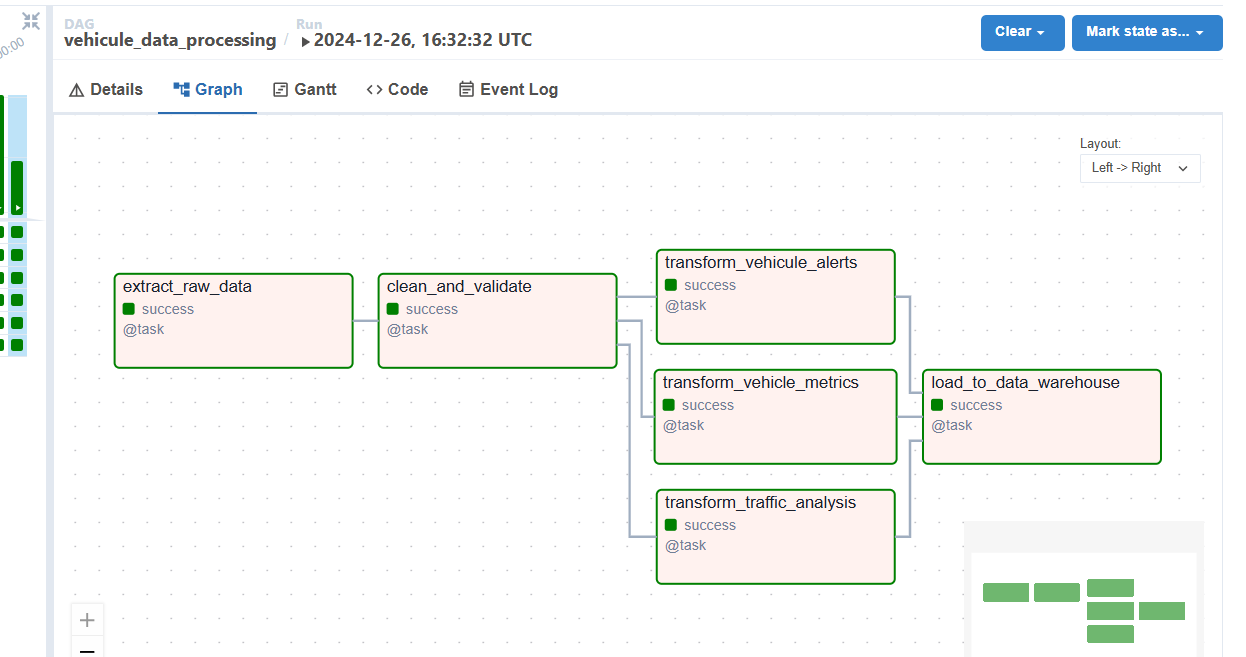 DAG
vehicule_data_processing / Run
2024-12-26, 16:32:32 UTC
Clear
Mark state as...
00:00
Details
Graph
Gantt
Code
Event Log
Layout:
Left -> Right
extract_raw_data
success
@task
clean_and_validate
success
@task
transform_vehicule_alerts
success
@task
transform_vehicle_metrics
success
@task
transform_traffic_analysis
success
@task
load_to_data_warehouse
success
@task